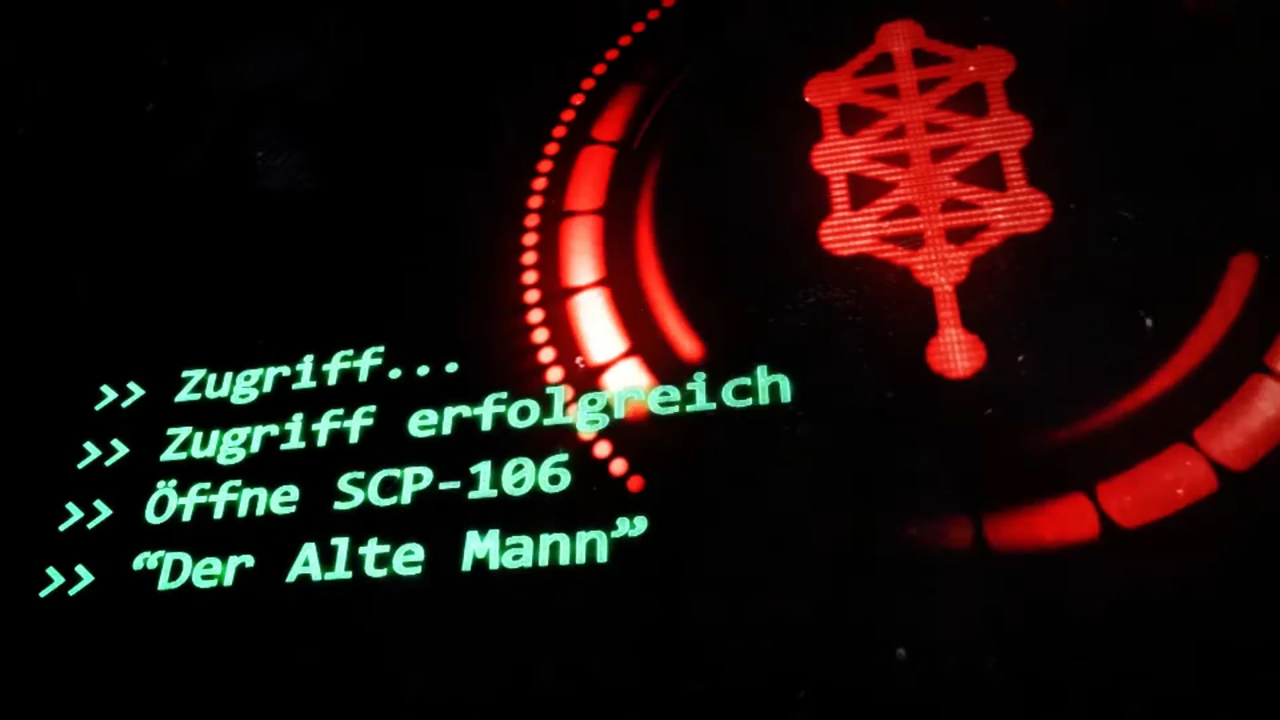 >> Zugriff...
>> Zugriff erfolgreich
>> Öffne SCP-106
>> “Der Alte Mann”